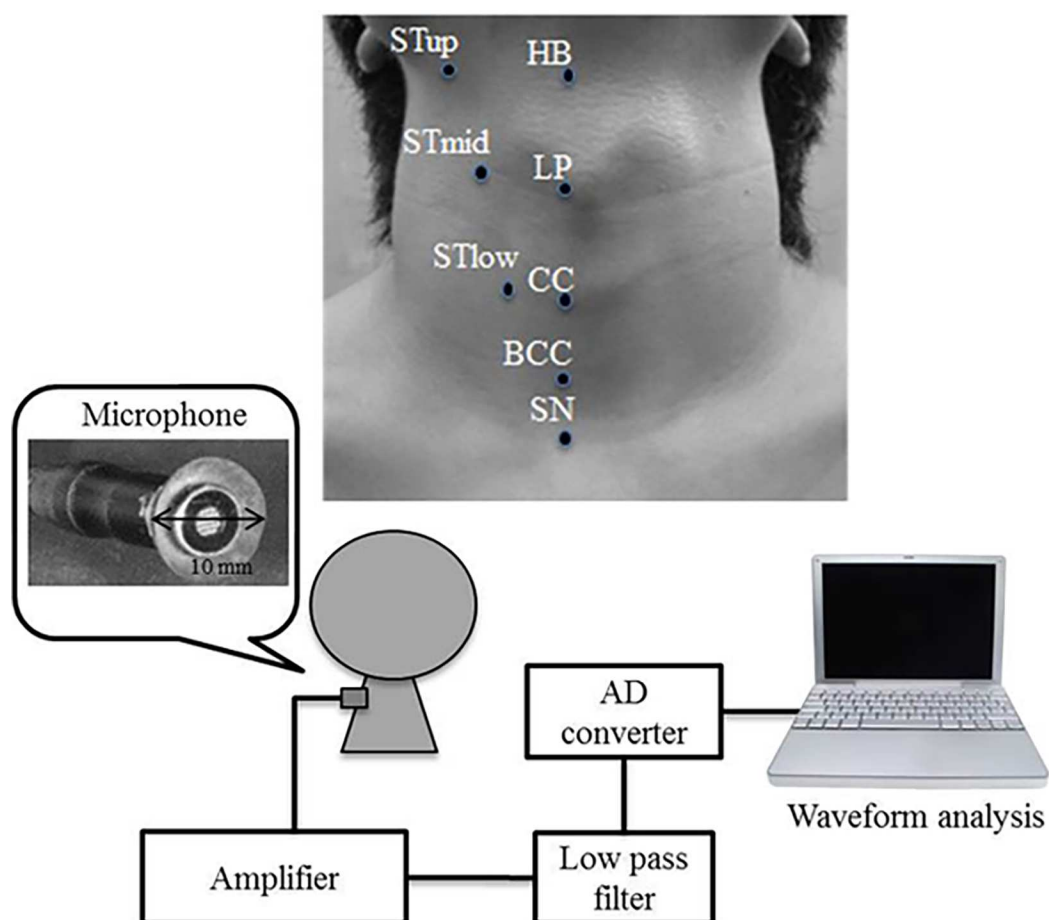 STup
HB
STmid
LP
STlow
CC
BCC
SN
Microphone
10 mm
AD
converter
Waveform analysis
Amplifier
Low pass
filter